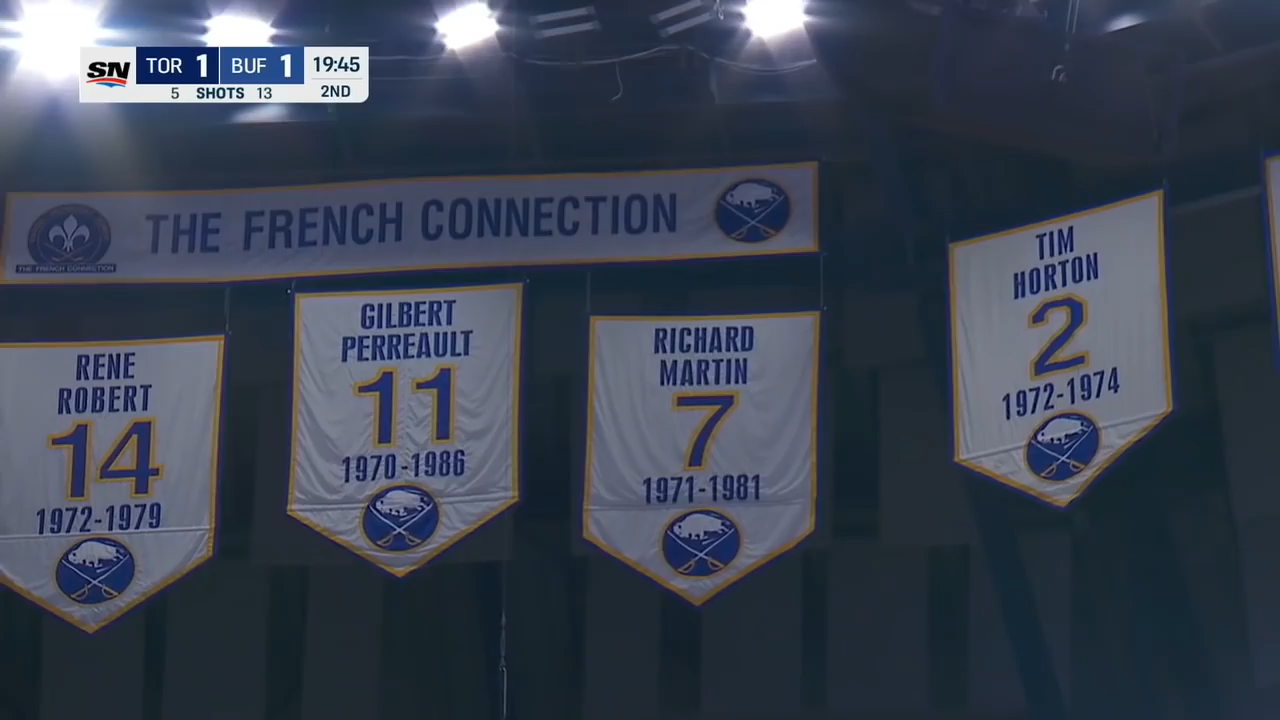 SN TOR 1 BUF 1 19:45
5 SHOTS 13 2ND
THE FRENCH CONNECTION
THE FRENCH CONNECTION
RENE
ROBERT
14
1972-1979
GILBERT
PERREAULT
11
1970-1986
RICHARD
MARTIN
7
1971-1981
TIM
HORTON
2
1972-1974